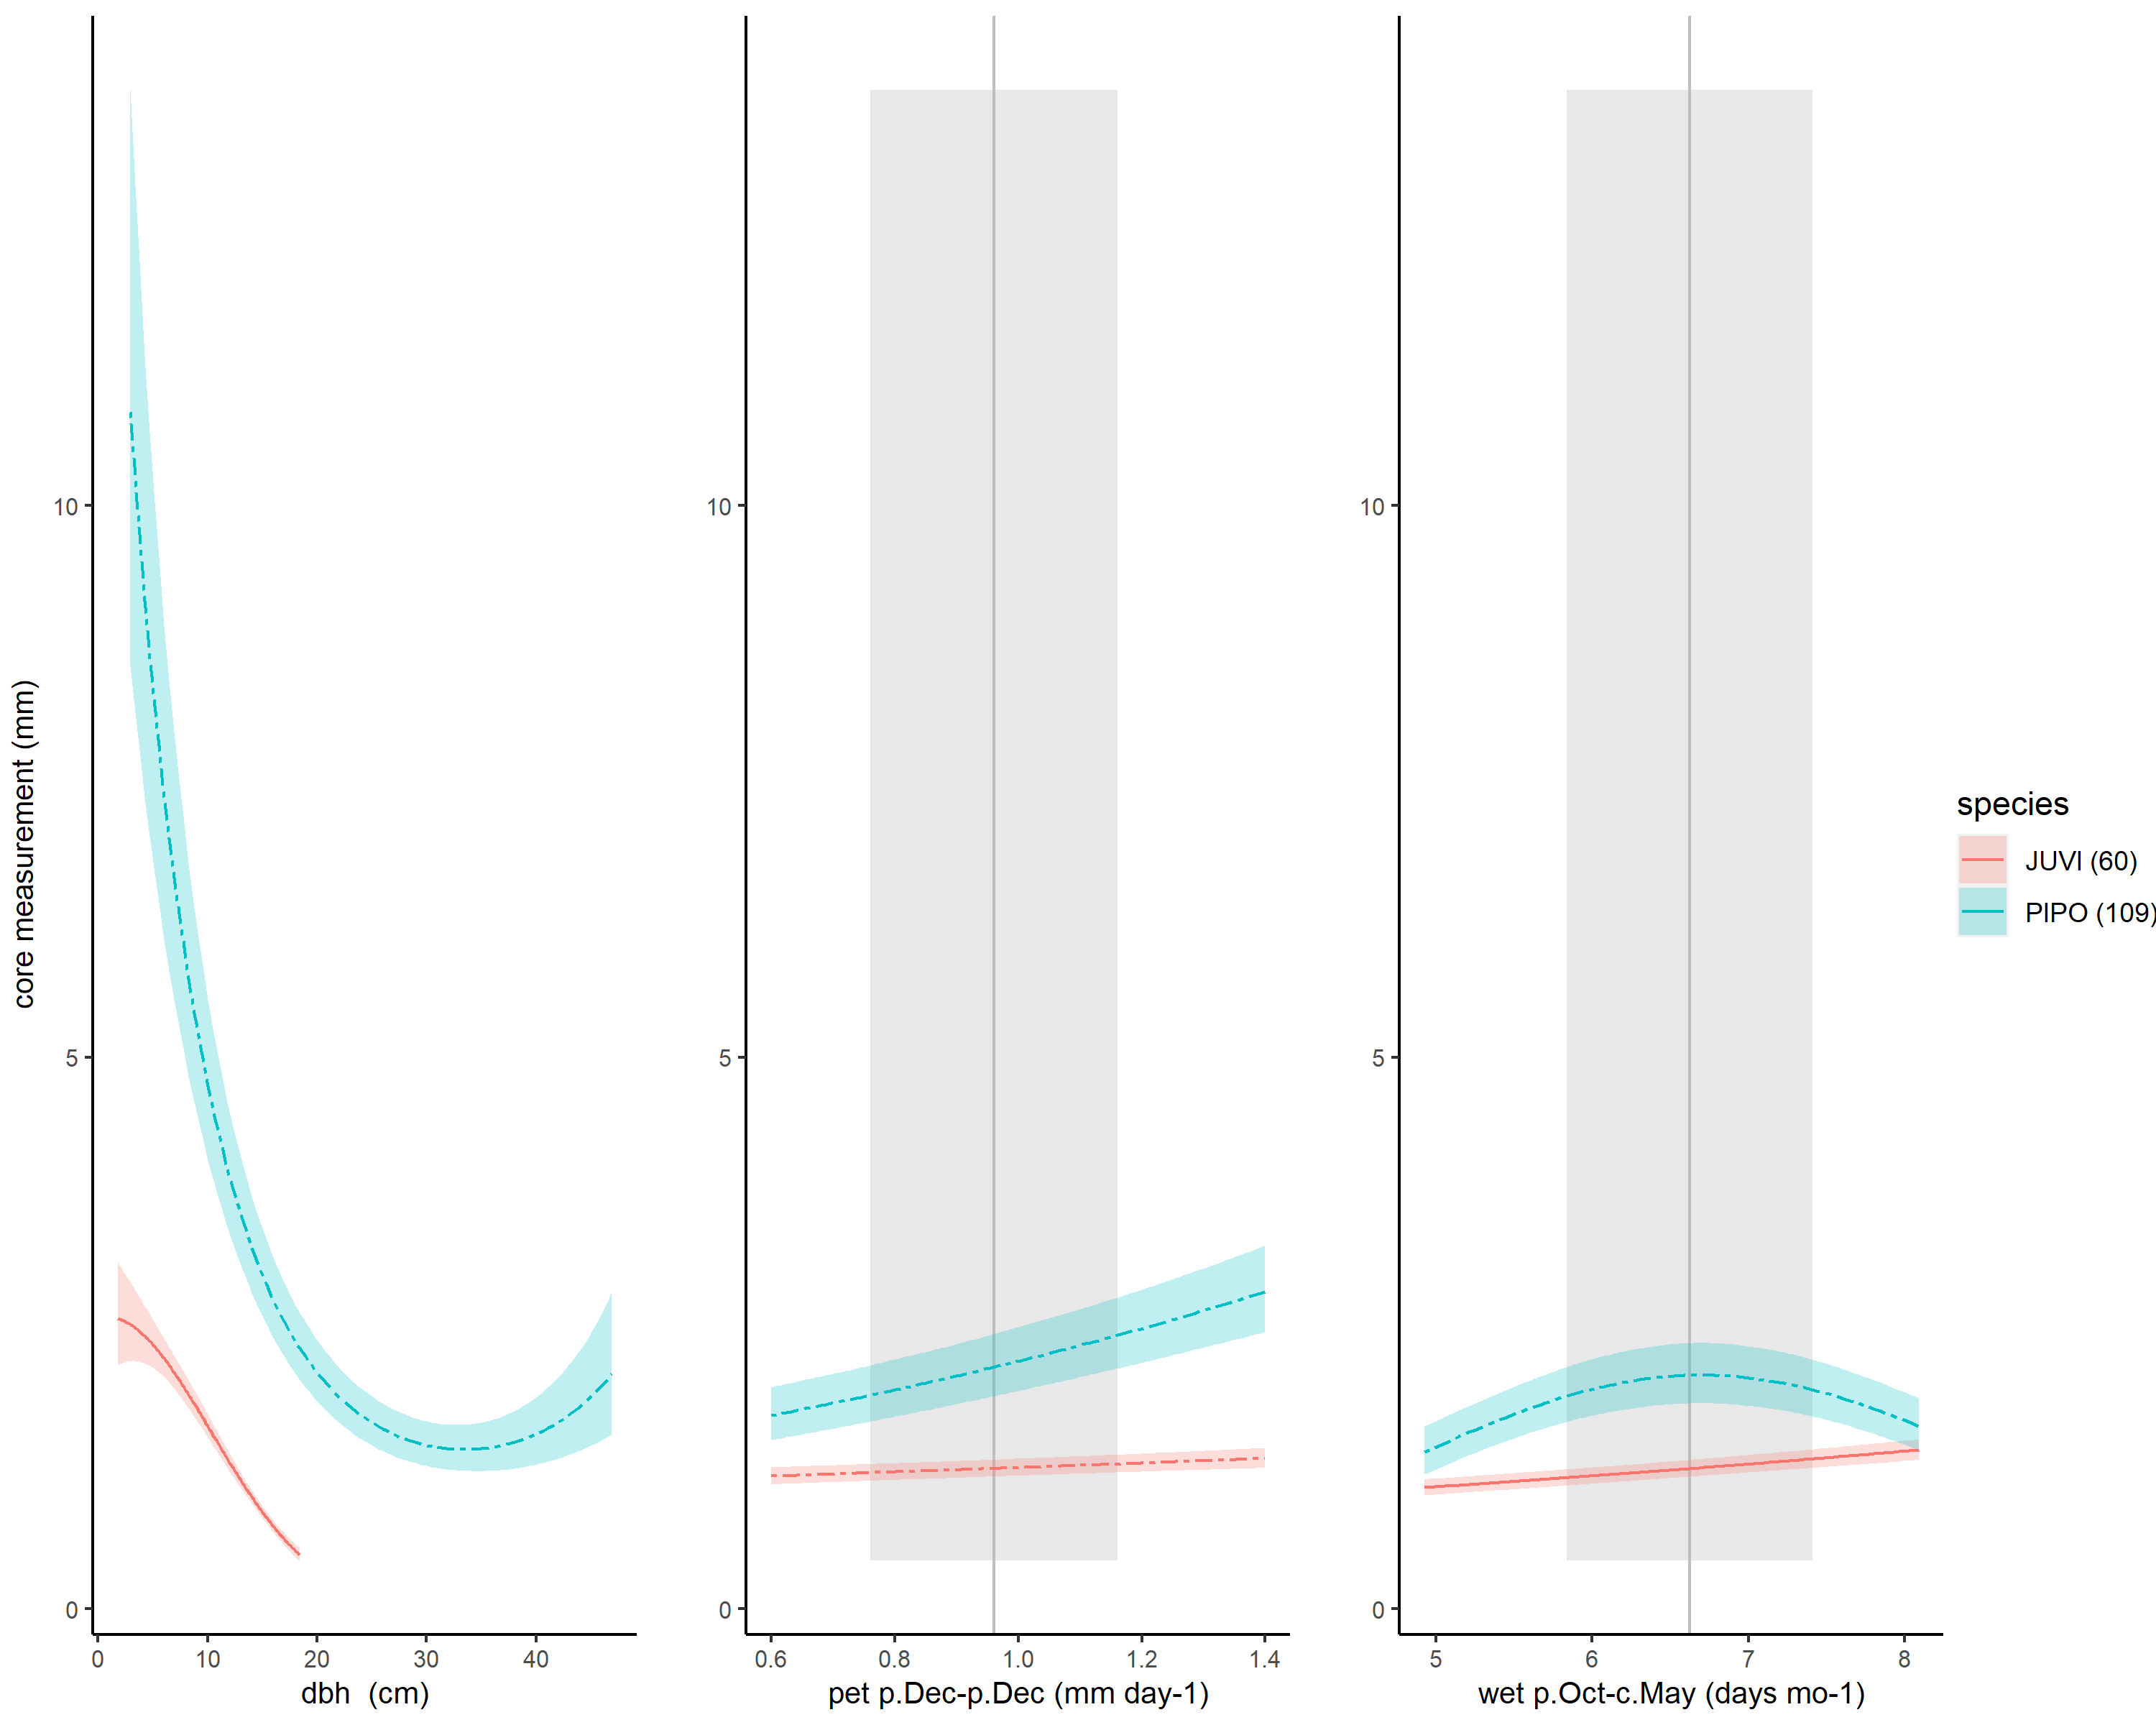 core measurement (mm)
10
5
0
0 10 20 30 40
dbh  (cm)
10
5
0
0.6 0.8 1.0 1.2 1.4
pet p.Dec-p.Dec (mm day-1)
10
5
0
5 6 7 8
wet p.Oct-c.May (days mo-1)
species
JUVI (60)
PIPO (109)